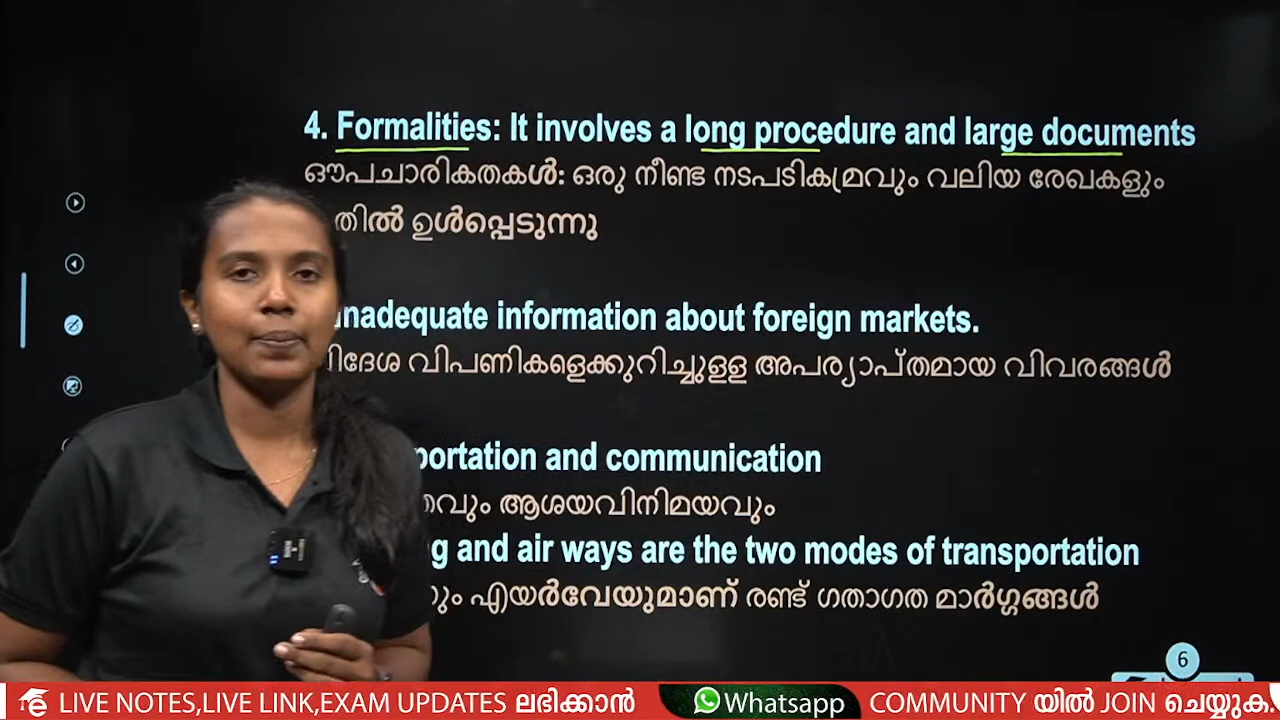 4. Formalities: It involves a long procedure and large documents
ഔപചാരികതകൾ: ഒരു നീണ്ട നടപടിക്രമവും വലിയ രേഖകളും
ഉൾപ്പെടുന്നു
inadequate information about foreign markets.
വിപണികളെക്കുറിച്ചുള്ള അപര്യാപ്തമായ വിവരങ്ങൾ
and communication
ആശയവിനിമയവും
and air ways are the two modes of transportation
എയർവേയുമാണ് രണ്ട് ഗതാഗത മാർഗ്ഗങ്ങൾ
6
LIVE NOTES,LIVE LINK,EXAM UPDATES ലഭിക്കാൻ Whatsapp COMMUNITY യിൽ JOIN ചെയ്യുക.